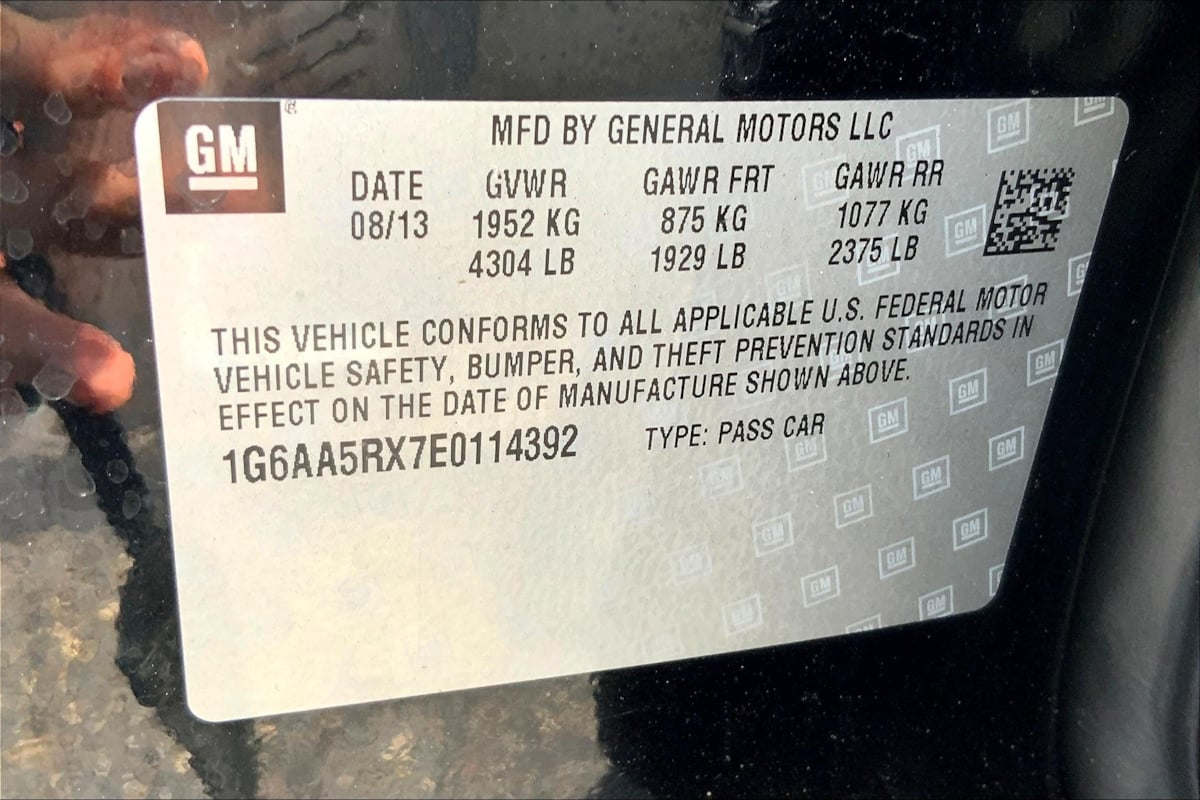 GM
MFD BY GENERAL MOTORS LLC
DATE GVWR GAWR FRT GAWR RR
08/13 1952 KG 875 KG 1077 KG
4304 LB 1929 LB 2375 LB
THIS VEHICLE CONFORMS TO ALL APPLICABLE U.S. FEDERAL MOTOR
VEHICLE SAFETY, BUMPER, AND THEFT PREVENTION STANDARDS IN
EFFECT ON THE DATE OF MANUFACTURE SHOWN ABOVE.
1G6AA5RX7E0114392 TYPE: PASS CAR